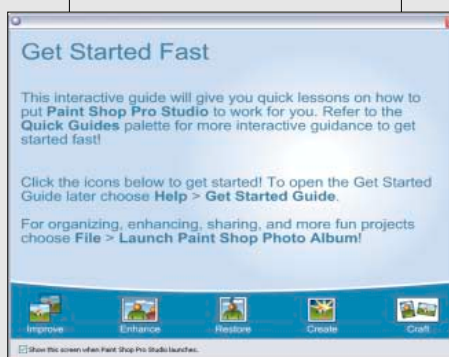 Get Started Fast
This interactive guide will give you quick lessons on how to
put Paint Shop Pro Studio to work for you. Refer to the
Quick Guides palette for more interactive guidance to get
started fast!
Click the icons below to get started! To open the Get Started
Guide later choose Help > Get Started Guide.
For organizing, enhancing, sharing, and more fun projects
choose File > Launch Paint Shop Photo Album!
Improve Enhance Restore Create Craft
Show this screen when Paint Shop Pro Studio launches.